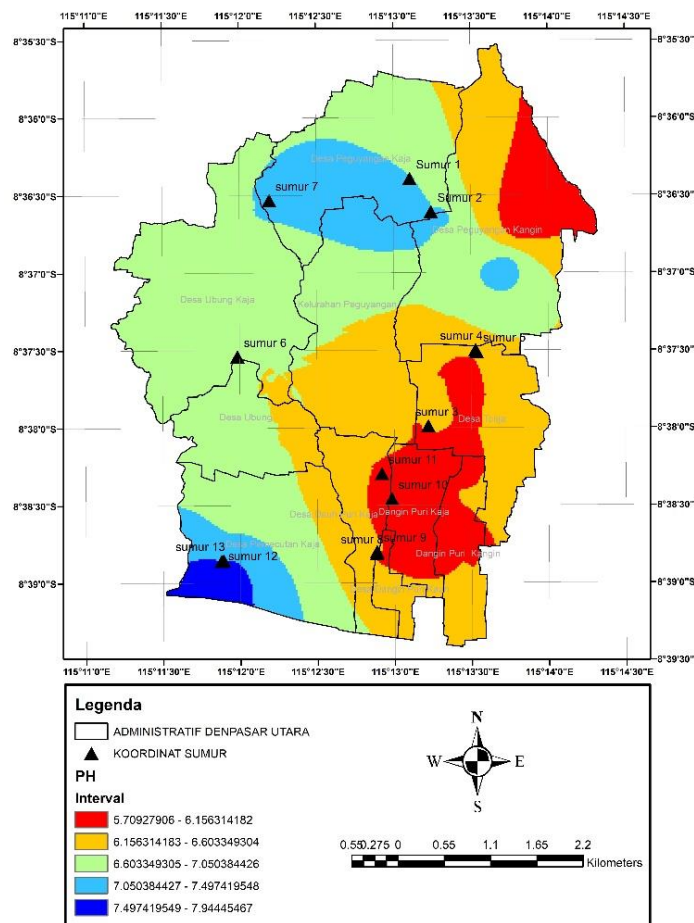 115°11'0"E 115°11'30"E 115°12'0"E 115°12'30"E 115°13'0"E 115°13'30"E 115°14'0"E 115°14'30"E
8°35'30"S 8°35'30"S
8°36'0"S 8°36'0"S
Desa Peguyangan Kaja
Sumur 1
8°36'30"S 8°36'30"S
sumur 7
Sumur 2
Desa Peguyangan Kangin
8°37'0"S 8°37'0"S
Desa Ubung Kaja
Kelurahan Peguyangan
8°37'30"S 8°37'30"S
sumur 6
sumur 4
sumur 5
Desa Ubung
sumur 3
8°38'0"S 8°38'0"S
sumur 11
sumur 10
8°38'30"S 8°38'30"S
Dangin Puri Kaja
sumur 13
sumur 12
sumur 8
sumur 9
Dangin Puri Kangin
8°39'0"S 8°39'0"S
8°39'30"S 8°39'30"S
115°11'0"E 115°11'30"E 115°12'0"E 115°12'30"E 115°13'0"E 115°13'30"E 115°14'0"E 115°14'30"E
Legenda
ADMINISTRATIF DENPASAR UTARA
KOORDINAT SUMUR
PH
Interval
5.70927906 - 6.156314182
6.156314183 - 6.603349304
6.603349305 - 7.050384426
7.050384427 - 7.497419548
7.497419549 - 7.94445467
N
W E
S
0.55 0.275 0 0.55 1.1 1.65 2.2
Kilometers